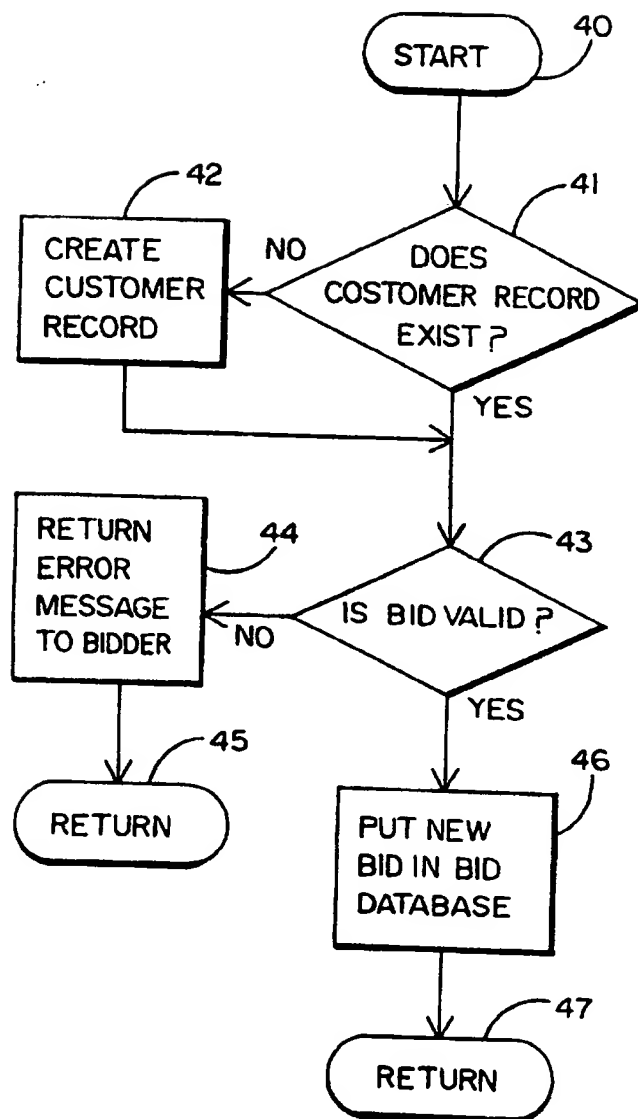 START
40
41
42
CREATE
CUSTOMER
RECORD
NO
DOES
COSTOMER RECORD
EXIST?
YES
RETURN
ERROR
MESSAGE
TO BIDDER
44
NO
43
IS BID VALID?
YES
45
RETURN
46
PUT NEW
BID IN BID
DATABASE
47
RETURN